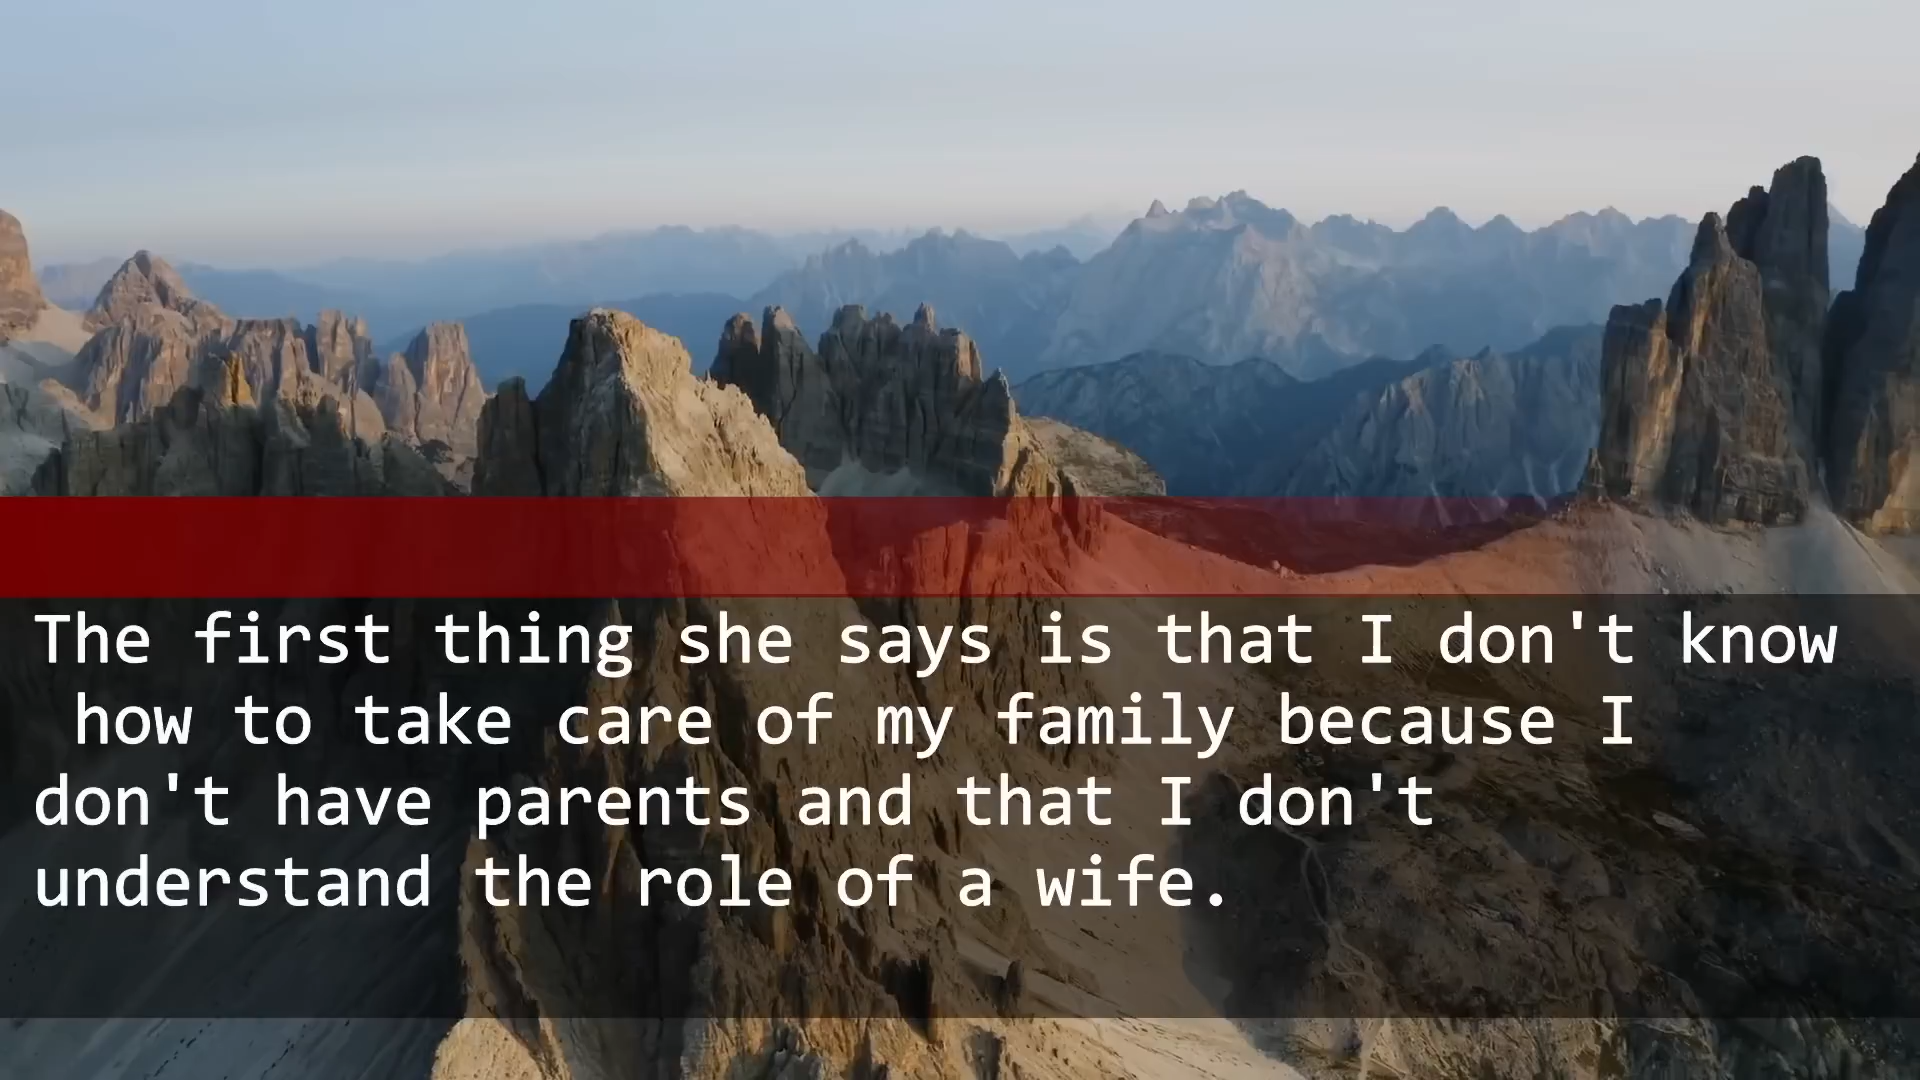 The first thing she says is that I don't know
how to take care of my family because I
don't have parents and that I don't
understand the role of a wife.